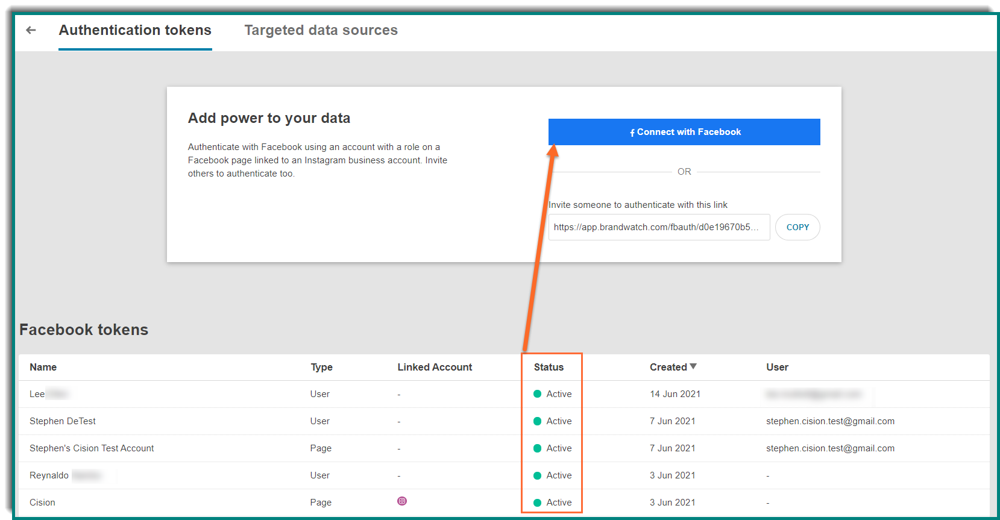 Authentication tokens Targeted data sources
Add power to your data
Authenticate with Facebook using an account with a role on a
Facebook page linked to an Instagram business account. Invite
others to authenticate too.
Connect with Facebook
OR
Invite someone to authenticate with this link
https://app.brandwatch.com/fbauth/d0e19670b5... COPY
Facebook tokens
Name Type Linked Account Status Created User
Lee User - Active 14 Jun 2021
Stephen DeTest User - Active 7 Jun 2021 stephen.cision.test@gmail.com
Stephen's Cision Test Account Page - Active 7 Jun 2021 stephen.cision.test@gmail.com
Reynaldo User - Active 3 Jun 2021 -
Cision Page Active 3 Jun 2021 -